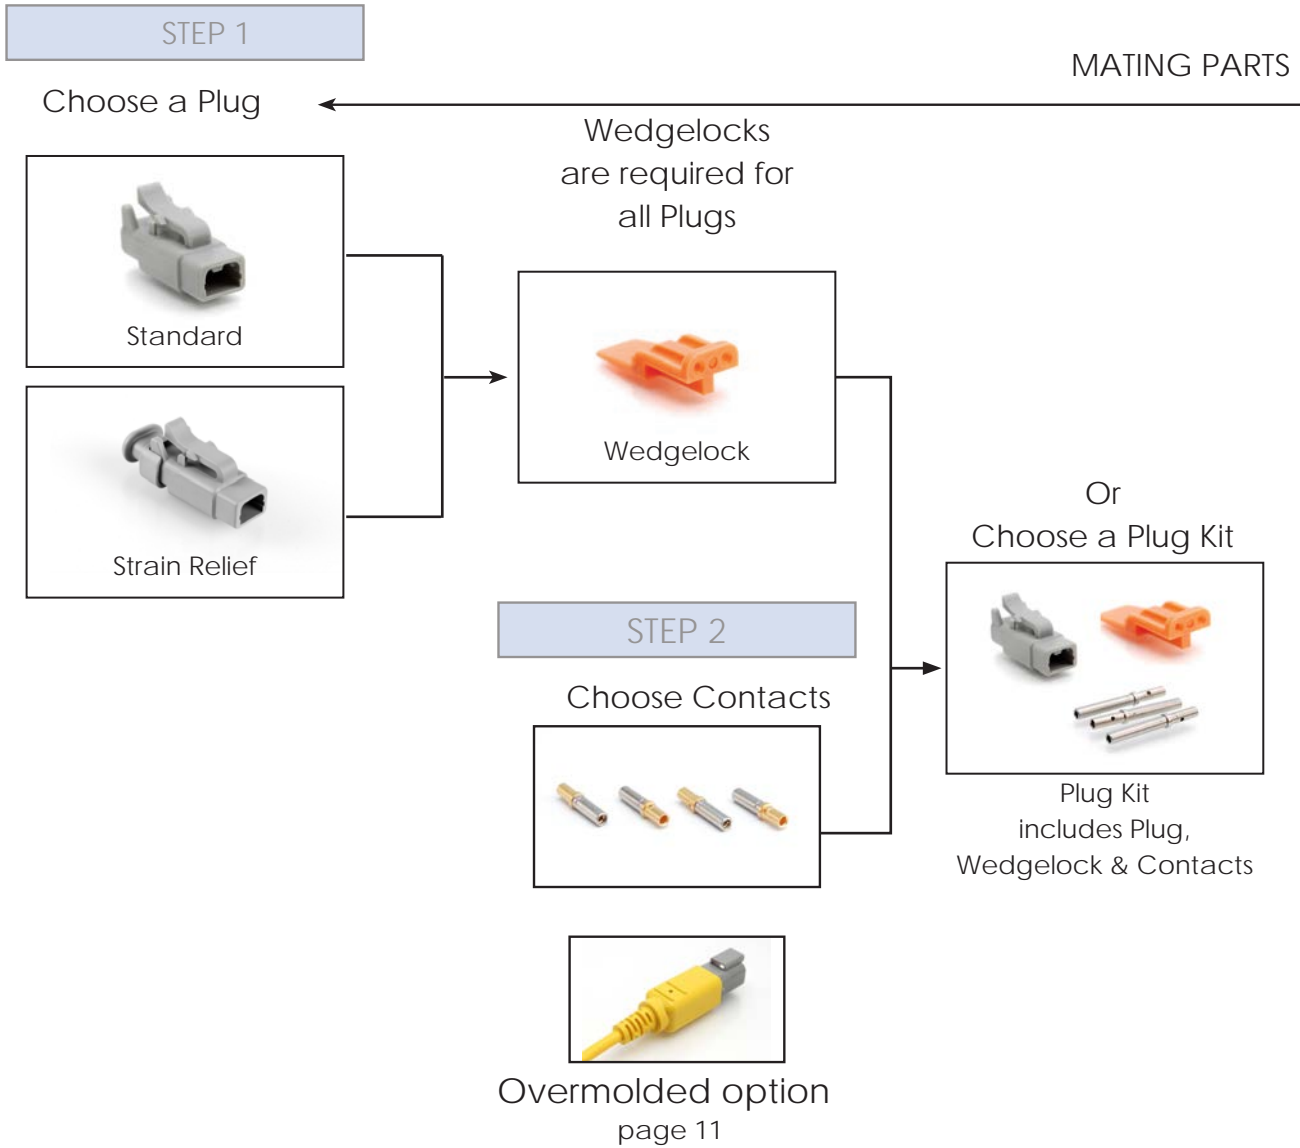 STEP 1
MATING PARTS
Choose a Plug
Wedgelocks
are required for
all Plugs
Standard
Wedgelock
Strain Relief
Or
Choose a Plug Kit
STEP 2
Choose Contacts
Plug Kit
includes Plug,
Wedgelock & Contacts
Overmolded option
page 11